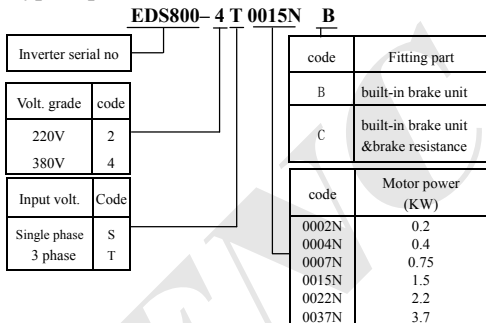 EDS800– 4 T 0015N B
Inverter serial no
Volt. grade code
220V 2
380V 4
Input volt. Code
Single phase S
3 phase T
code Fitting part
B built-in brake unit
C built-in brake unit
&brake resistance
code Motor power
(KW)
0002N 0.2
0004N 0.4
0007N 0.75
0015N 1.5
0022N 2.2
0037N 3.7